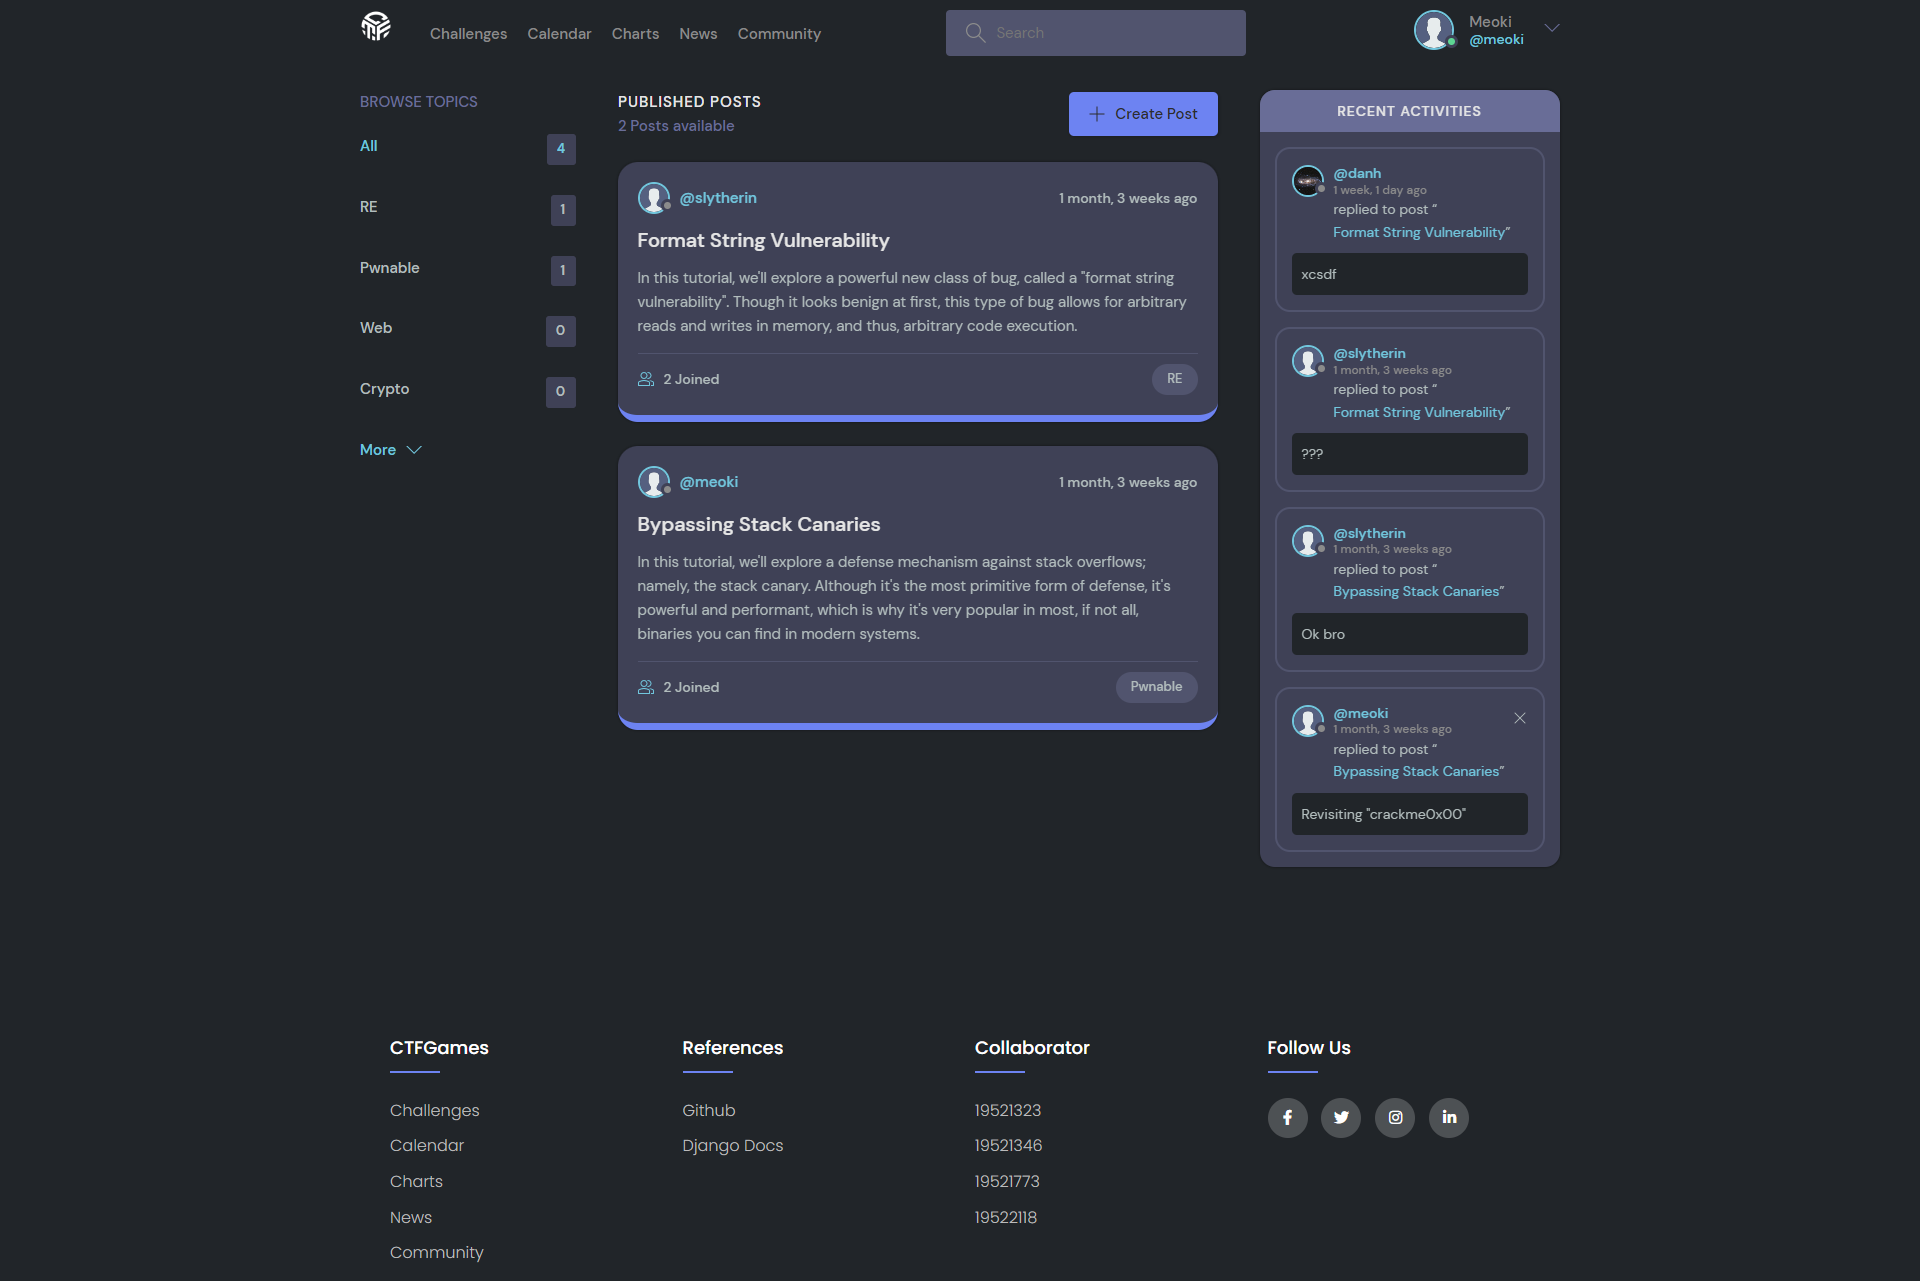 Challenges Calendar Charts News Community
Search
Meoki
@meoki
BROWSE TOPICS
All 4
RE 1
Pwnable 1
Web 0
Crypto 0
More
PUBLISHED POSTS
2 Posts available
Create Post
@slytherin 1 month, 3 weeks ago
Format String Vulnerability
In this tutorial, we'll explore a powerful new class of bug, called a "format string
vulnerability". Though it looks benign at first, this type of bug allows for arbitrary
reads and writes in memory, and thus, arbitrary code execution.
2 Joined RE
@meoki 1 month, 3 weeks ago
Bypassing Stack Canaries
In this tutorial, we'll explore a defense mechanism against stack overflows;
namely, the stack canary. Although it's the most primitive form of defense, it's
powerful and performant, which is why it's very popular in most, if not all,
binaries you can find in modern systems.
2 Joined Pwnable
RECENT ACTIVITIES
@danh
1 week, 1 day ago
replied to post “
Format String Vulnerability”
xcsdf
@slytherin
1 month, 3 weeks ago
replied to post “
Format String Vulnerability”
???
@slytherin
1 month, 3 weeks ago
replied to post “
Bypassing Stack Canaries”
Ok bro
@meoki
1 month, 3 weeks ago
replied to post “
Bypassing Stack Canaries”
Revisiting "crackme0x00"
CTFGames
Challenges
Calendar
Charts
News
Community
References
Github
Django Docs
Collaborator
19521323
19521346
19521773
19522118
Follow Us